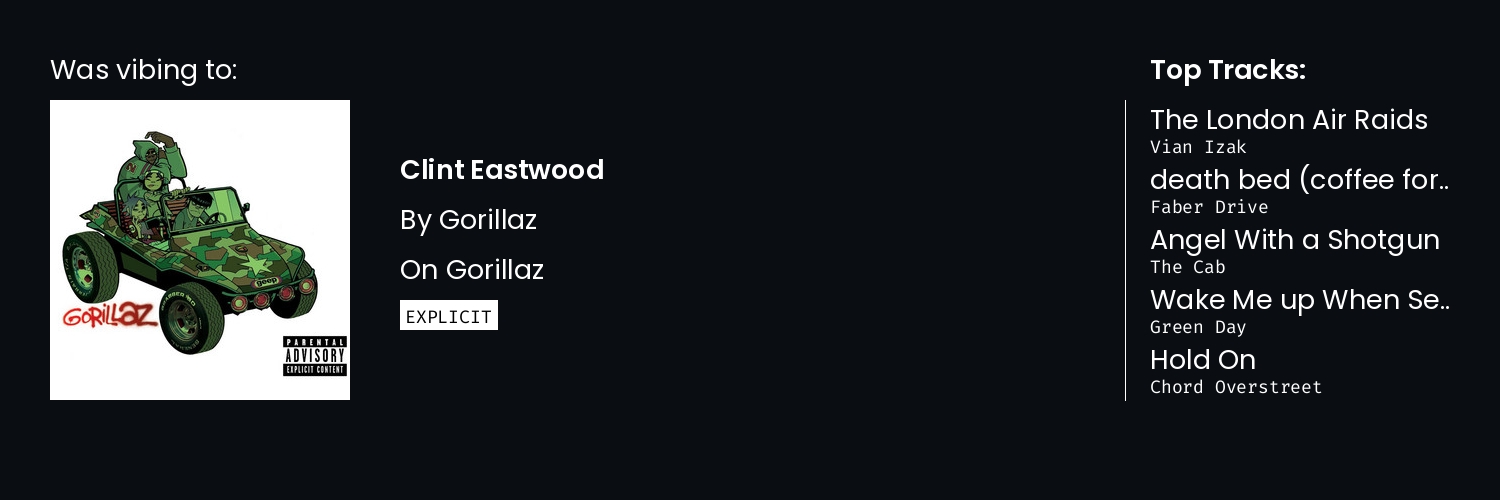 Was vibing to:
GORILLAZ
geep
PARENTAL
ADVISORY
EXPLICIT CONTENT
Clint Eastwood
By Gorillaz
On Gorillaz
EXPLICIT
Top Tracks:
The London Air Raids
Vian Izak
death bed (coffee for..
Faber Drive
Angel With a Shotgun
The Cab
Wake Me up When Se..
Green Day
Hold On
Chord Overstreet